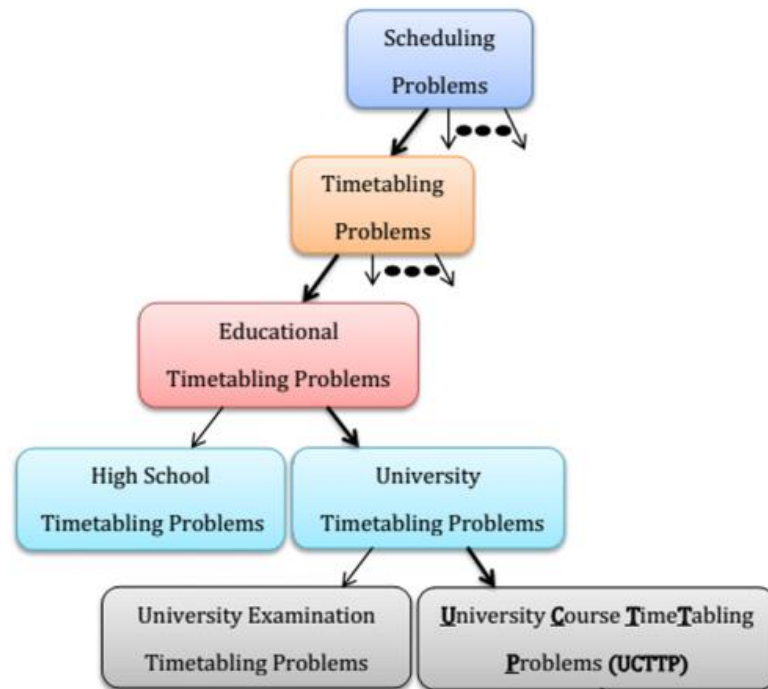 Scheduling
Problems
Timetabling
Problems
Educational
Timetabling Problems
High School
Timetabling Problems
University
Timetabling Problems
University Examination
Timetabling Problems
University Course TimeTabling
Problems (UCTTP)